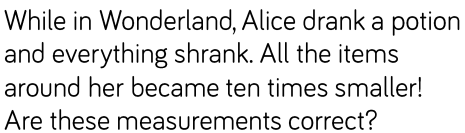 While in Wonderland, Alice drank a potion
and everything shrank. All the items
around her became ten times smaller!
Are these measurements correct?